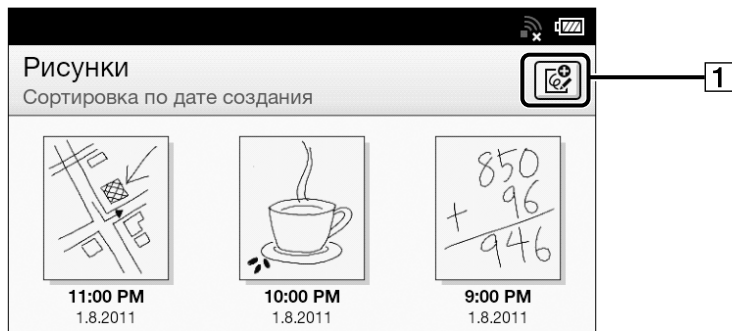 Рисунки
1
Сортировка по дате создания
850
+ 96
946
11:00 PM
10:00 PM
9:00 PM
1.8.2011
1.8.2011
1.8.2011